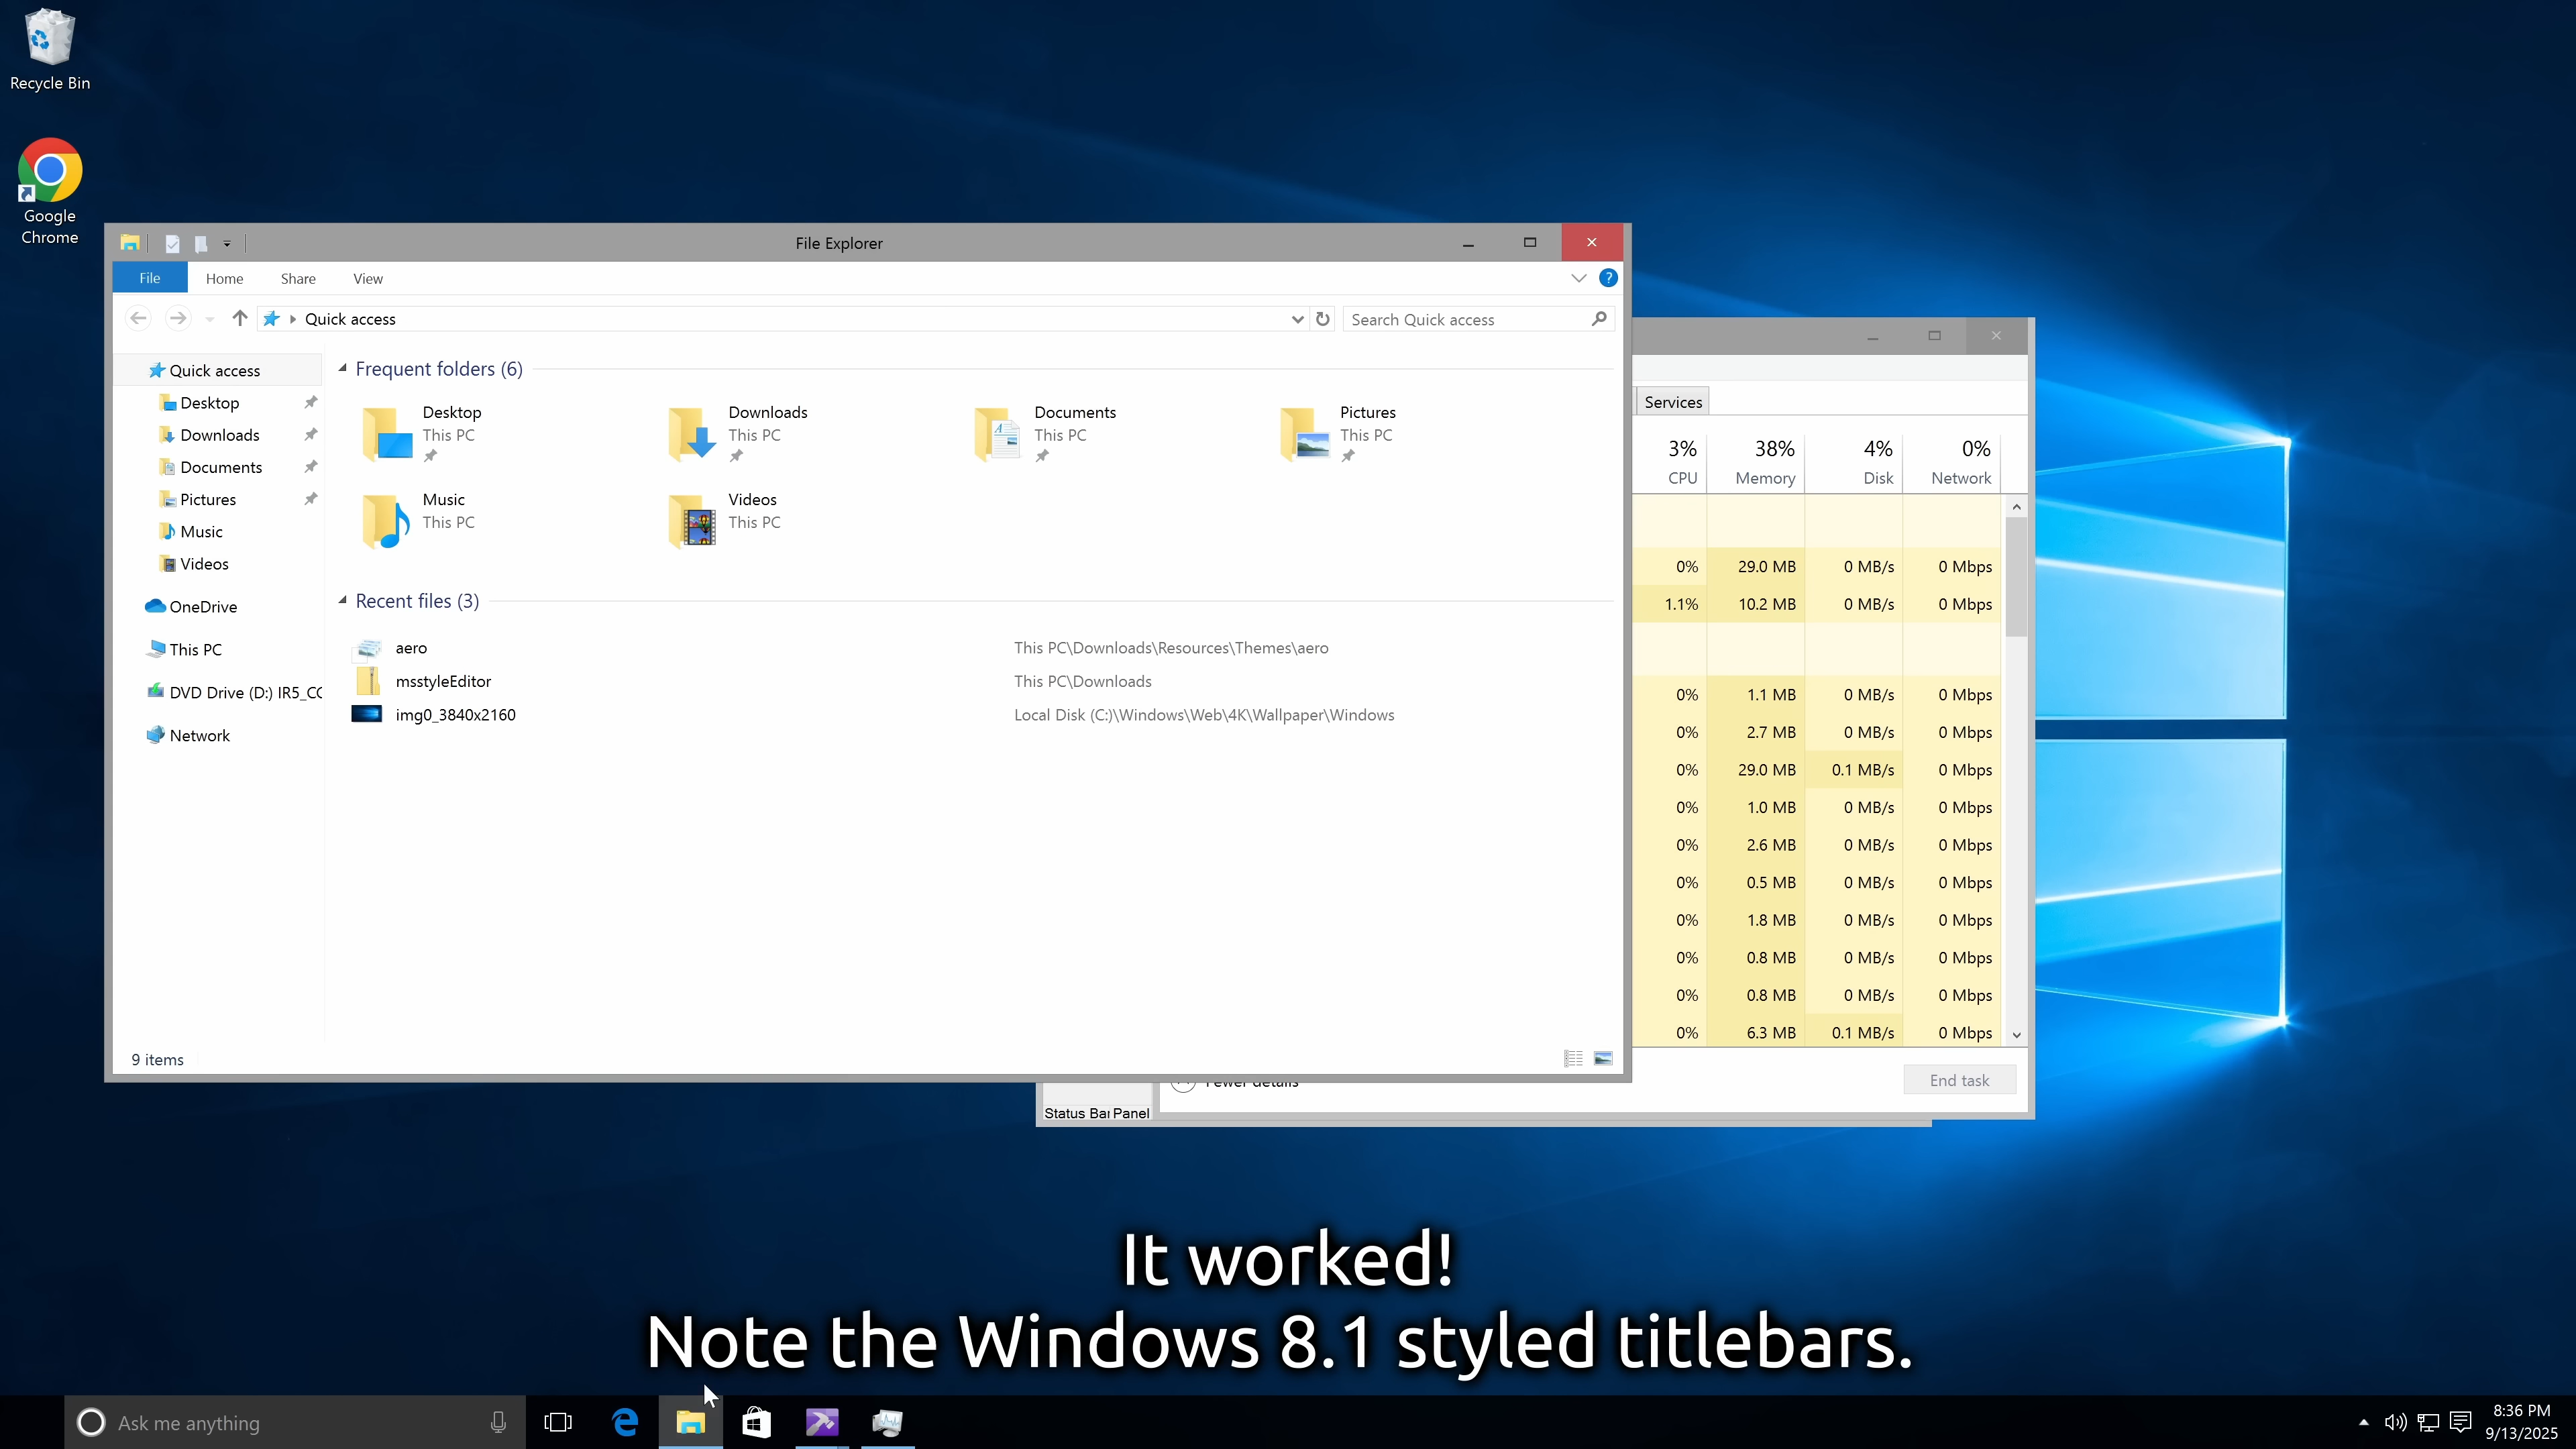 Recycle Bin
Google
Chrome
File Explorer
File
Home
Share
View
?
Quick access
Search Quick access
Quick access
Desktop
Downloads
Documents
Pictures
Music
Videos
OneDrive
This PC
DVD Drive (D:) IR5_CC
Network
Frequent folders (6)
Desktop
This PC
Downloads
This PC
Documents
This PC
Pictures
This PC
Music
This PC
Videos
This PC
Recent files (3)
aero
This PC\Downloads\Resources\Themes\aero
msstyleEditor
This PC\Downloads
img0_3840x2160
Local Disk (C:)\Windows\Web\4K\Wallpaper\Windows
9 items
Services
3% 38% 4% 0%
CPU Memory Disk Network
0% 29.0 MB 0 MB/s 0 Mbps
1.1% 10.2 MB 0 MB/s 0 Mbps
0% 1.1 MB 0 MB/s 0 Mbps
0% 2.7 MB 0 MB/s 0 Mbps
0% 29.0 MB 0.1 MB/s 0 Mbps
0% 1.0 MB 0 MB/s 0 Mbps
0% 2.6 MB 0 MB/s 0 Mbps
0% 0.5 MB 0 MB/s 0 Mbps
0% 1.8 MB 0 MB/s 0 Mbps
0% 0.8 MB 0 MB/s 0 Mbps
0% 0.8 MB 0 MB/s 0 Mbps
0% 6.3 MB 0.1 MB/s 0 Mbps
Fewer details
End task
Status Bar Panel
It worked!
Note the Windows 8.1 styled titlebars.
Ask me anything
8:36 PM
9/13/2025